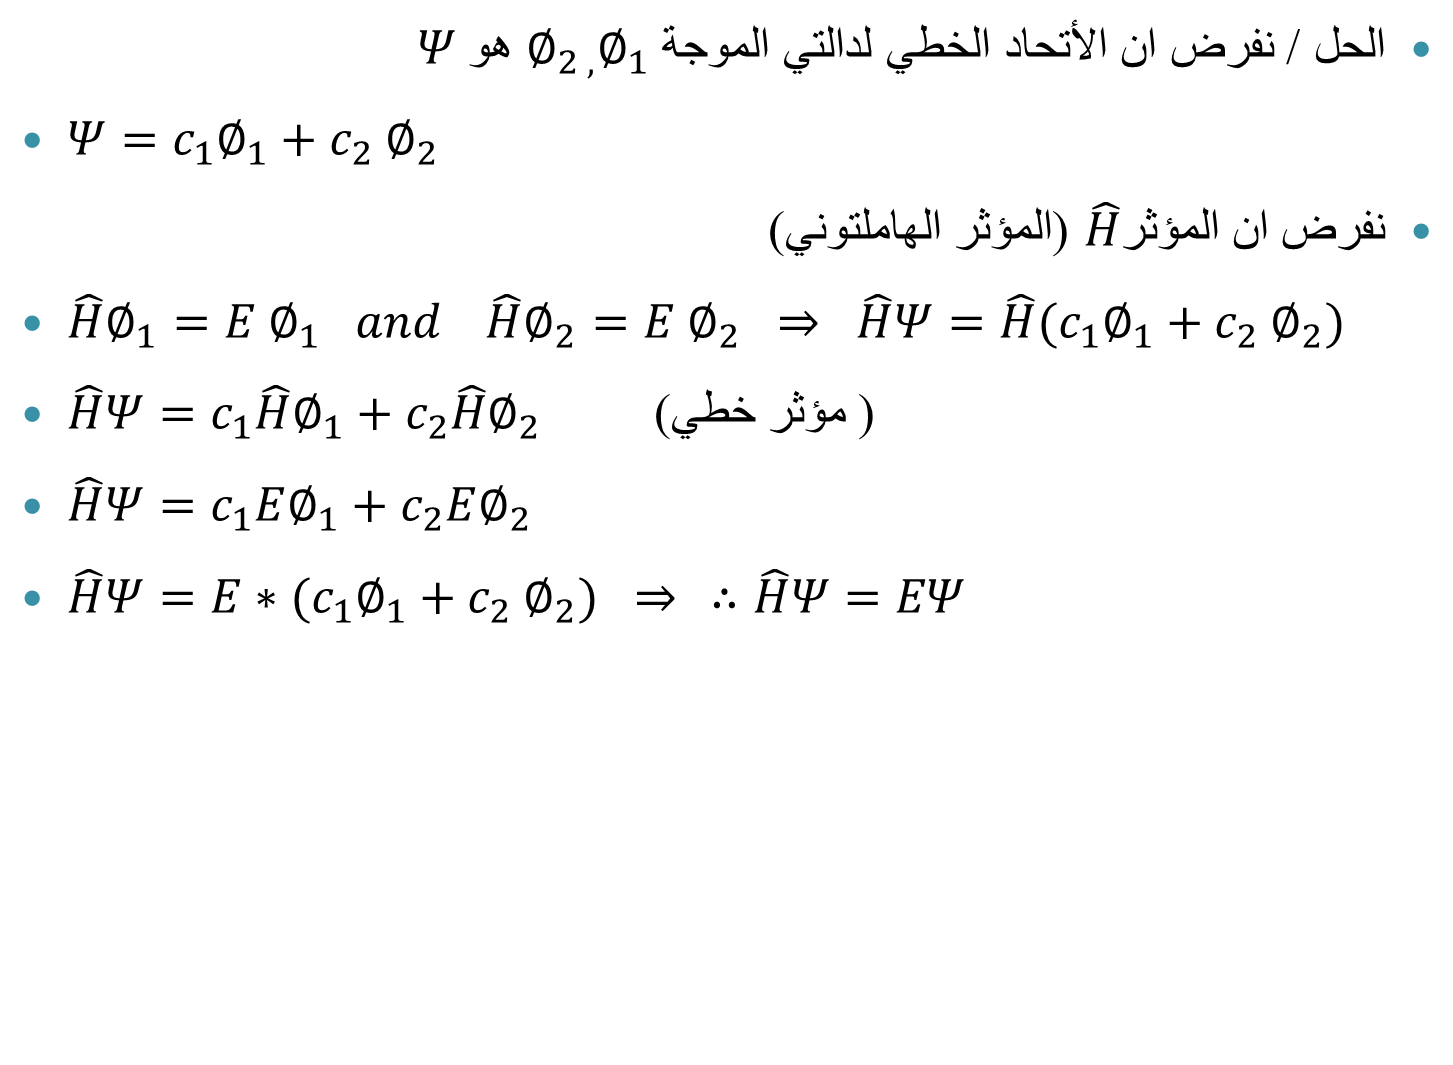 • الحل / نفرض ان الأتحاد الخطي لدالتي الموجة ∅₁, ∅₂ هو Ψ
• Ψ = c₁∅₁ + c₂ ∅₂
• نفرض ان المؤثرĤ (المؤثر الهاملتوني)
• Ĥ∅₁ = E ∅₁ and Ĥ∅₂ = E ∅₂ ⇒ ĤΨ = Ĥ(c₁∅₁ + c₂ ∅₂)
• ĤΨ = c₁Ĥ∅₁ + c₂Ĥ∅₂ ( مؤثر خطي)
• ĤΨ = c₁E∅₁ + c₂E∅₂
• ĤΨ = E ∗ (c₁∅₁ + c₂ ∅₂) ⇒ ∴ ĤΨ = EΨ